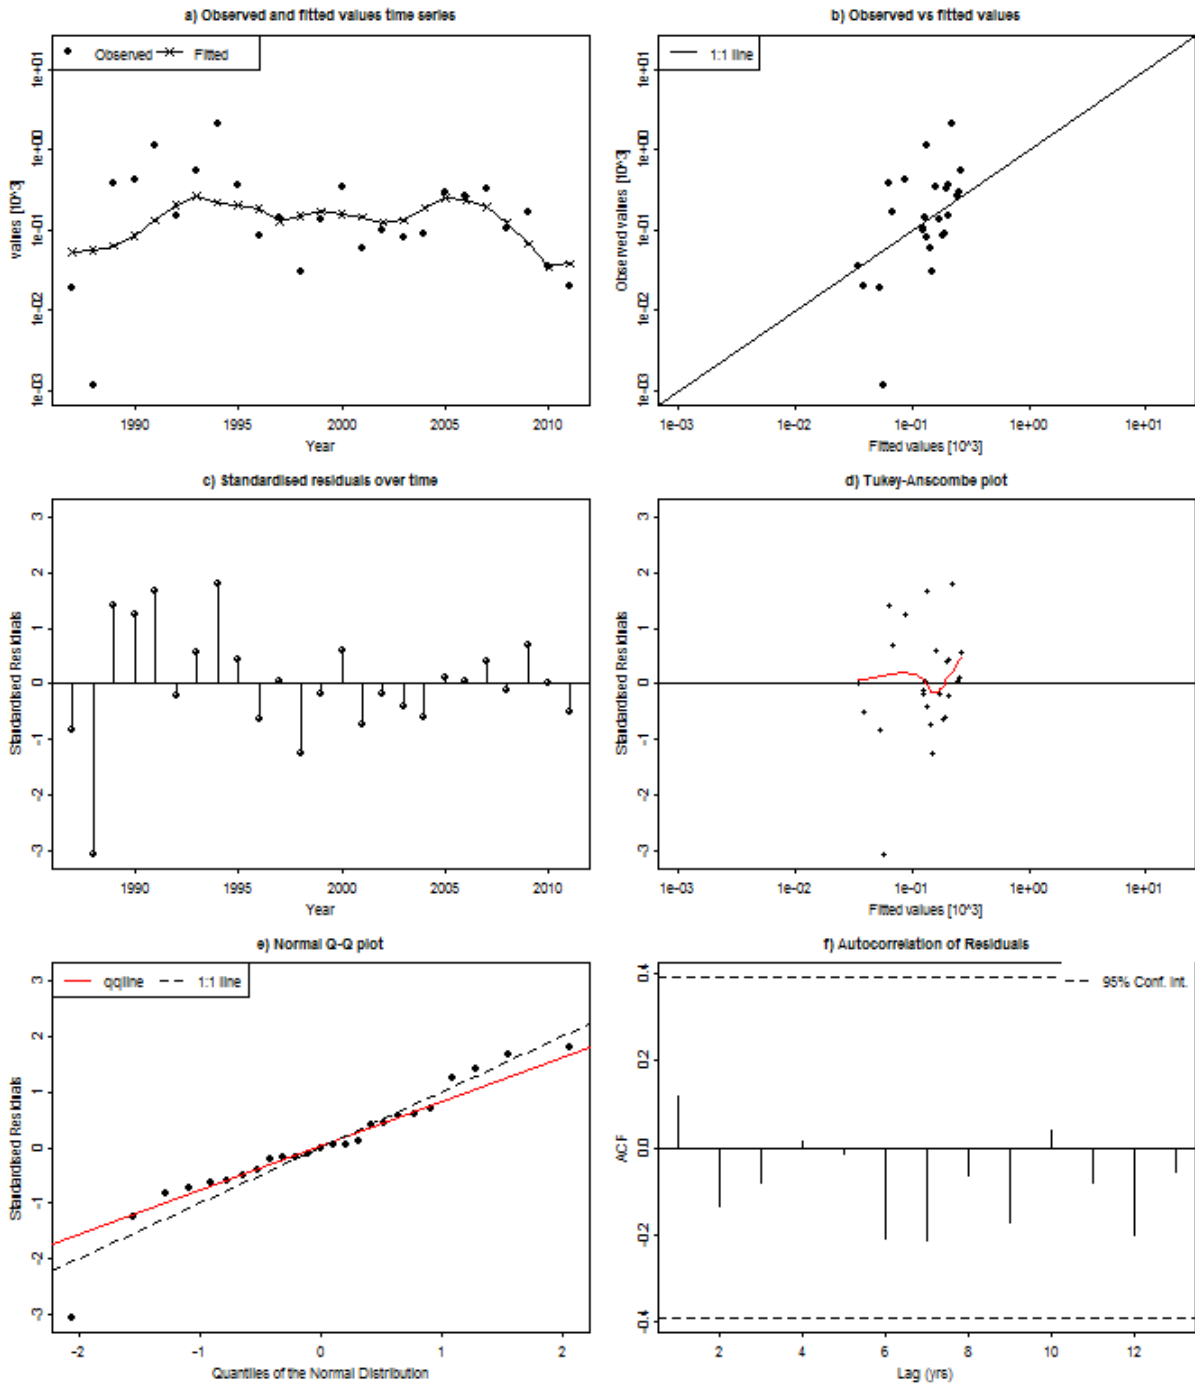 a) Observed and fitted values time series
Observed Fitted
values [10^3]
1e-03 1e-02 1e-01 1e+00 1e+01
1990 1995 2000 2005 2010
Year
b) Observed vs fitted values
1:1 line
Observed values [10^3]
1e-03 1e-02 1e-01 1e+00 1e+01
1e-03 1e-02 1e-01 1e+00 1e+01
Fitted values [10^3]
c) Standardised residuals over time
Standardised Residuals
-3 -2 -1 0 1 2 3
1990 1995 2000 2005 2010
Year
d) Tukey-Anscombe plot
Standardised Residuals
-3 -2 -1 0 1 2 3
1e-03 1e-02 1e-01 1e+00 1e+01
Fitted values [10^3]
e) Normal Q-Q plot
qqline 1:1 line
Standardised Residuals
-3 -2 -1 0 1 2 3
-2 -1 0 1 2
Quantiles of the Normal Distribution
f) Autocorrelation of Residuals
95% Conf. Int.
ACF
-0.4 -0.2 0.0 0.2 0.4
2 4 6 8 10 12
Lag (yrs)